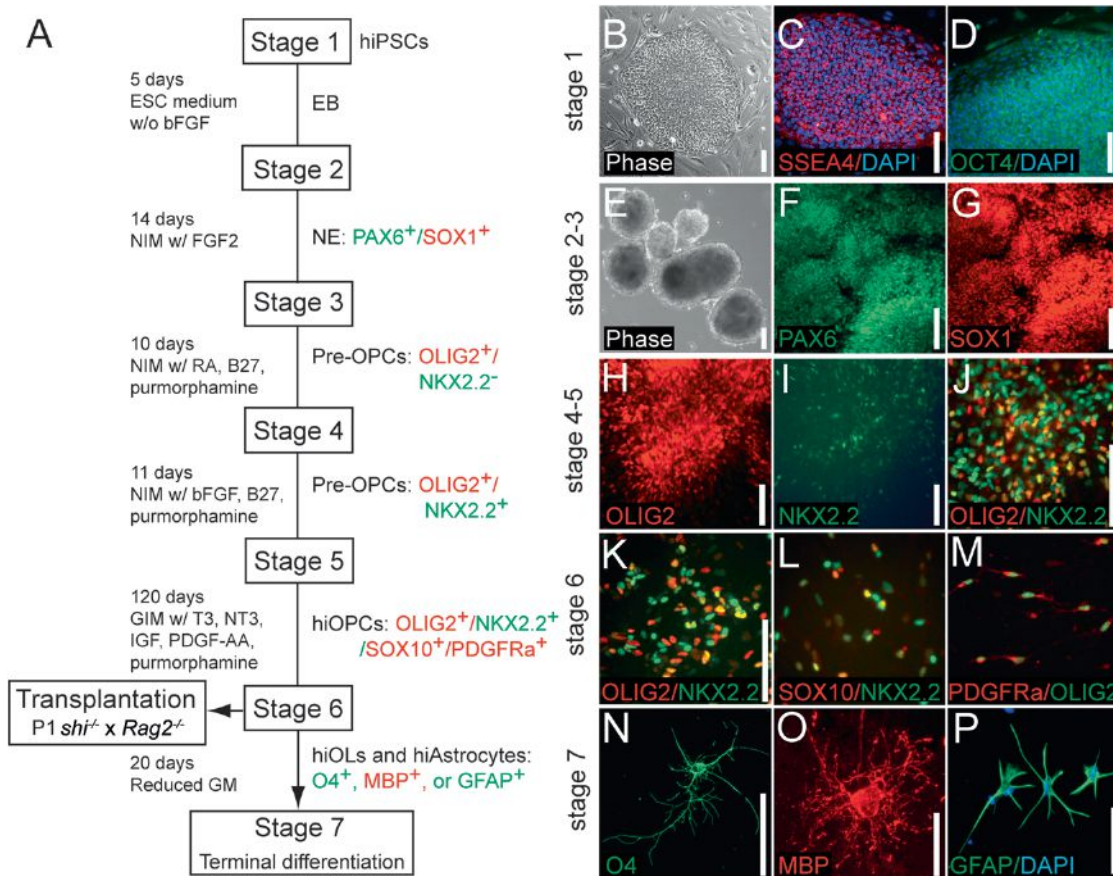 A
Stage 1
hiPSCs
5 days
ESC medium
w/o bFGF
EB
Stage 2
14 days
NIM w/ FGF2
NE: PAX6+/SOX1+
Stage 3
10 days
NIM w/ RA, B27,
purmorphamine
Pre-OPCs: OLIG2+/
NKX2.2-
Stage 4
11 days
NIM w/ bFGF, B27,
purmorphamine
Pre-OPCs: OLIG2+/
NKX2.2+
Stage 5
120 days
GIM w/ T3, NT3,
IGF, PDGF-AA,
purmorphamine
hiOPCs: OLIG2+/NKX2.2+
/SOX10+/PDGFRa+
Transplantation
P1 shi-/- x Rag2-/-
Stage 6
20 days
Reduced GM
hiOLs and hiAstrocytes:
O4+, MBP+, or GFAP+
Stage 7
Terminal differentiation
stage 1
B
Phase
C
SSEA4/DAPI
D
OCT4/DAPI
stage 2-3
E
Phase
F
PAX6
G
SOX1
stage 4-5
H
OLIG2
I
NKX2.2
J
OLIG2/NKX2.2
stage 6
K
OLIG2/NKX2.2
L
SOX10/NKX2.2
M
PDGFRa/OLIG2
stage 7
N
O4
O
MBP
P
GFAP/DAPI